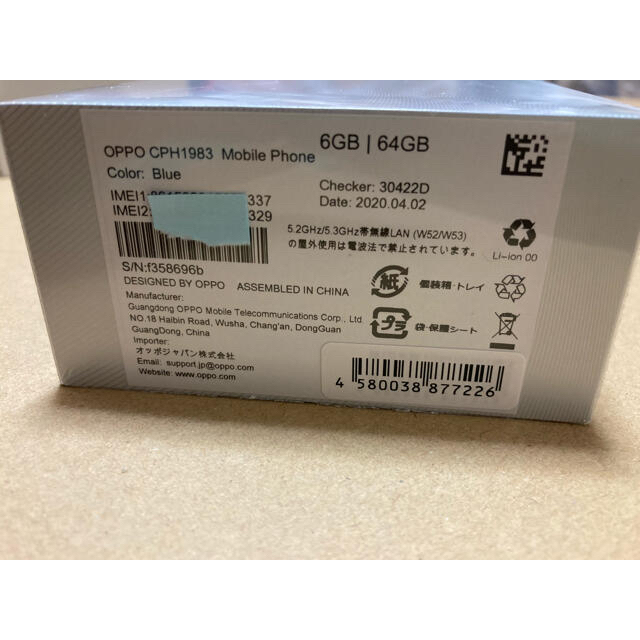 OPPO CPH1983 Mobile Phone 6GB | 64GB
Color: Blue
Checker: 30422D
Date: 2020.04.02
IMEI1: 337
IMEI2: 329
5.2GHz/5.3GHz帯無線LAN (W52/W53)
の屋外使用は電波法で禁止されています。
Li-ion 00
S/N:f358696b
DESIGNED BY OPPO ASSEMBLED IN CHINA
Manufacturer:
Guangdong OPPO Mobile Telecommunications Corp., Ltd.
NO.18 Haibin Road, Wusha, Chang'an, DongGuan
GuangDong, China
Importer:
オッポジャパン株式会社
Email: support.jp@oppo.com
Website: www.oppo.com
紙 個装箱・トレイ
プラ 袋・保護シート
4 580038 877226